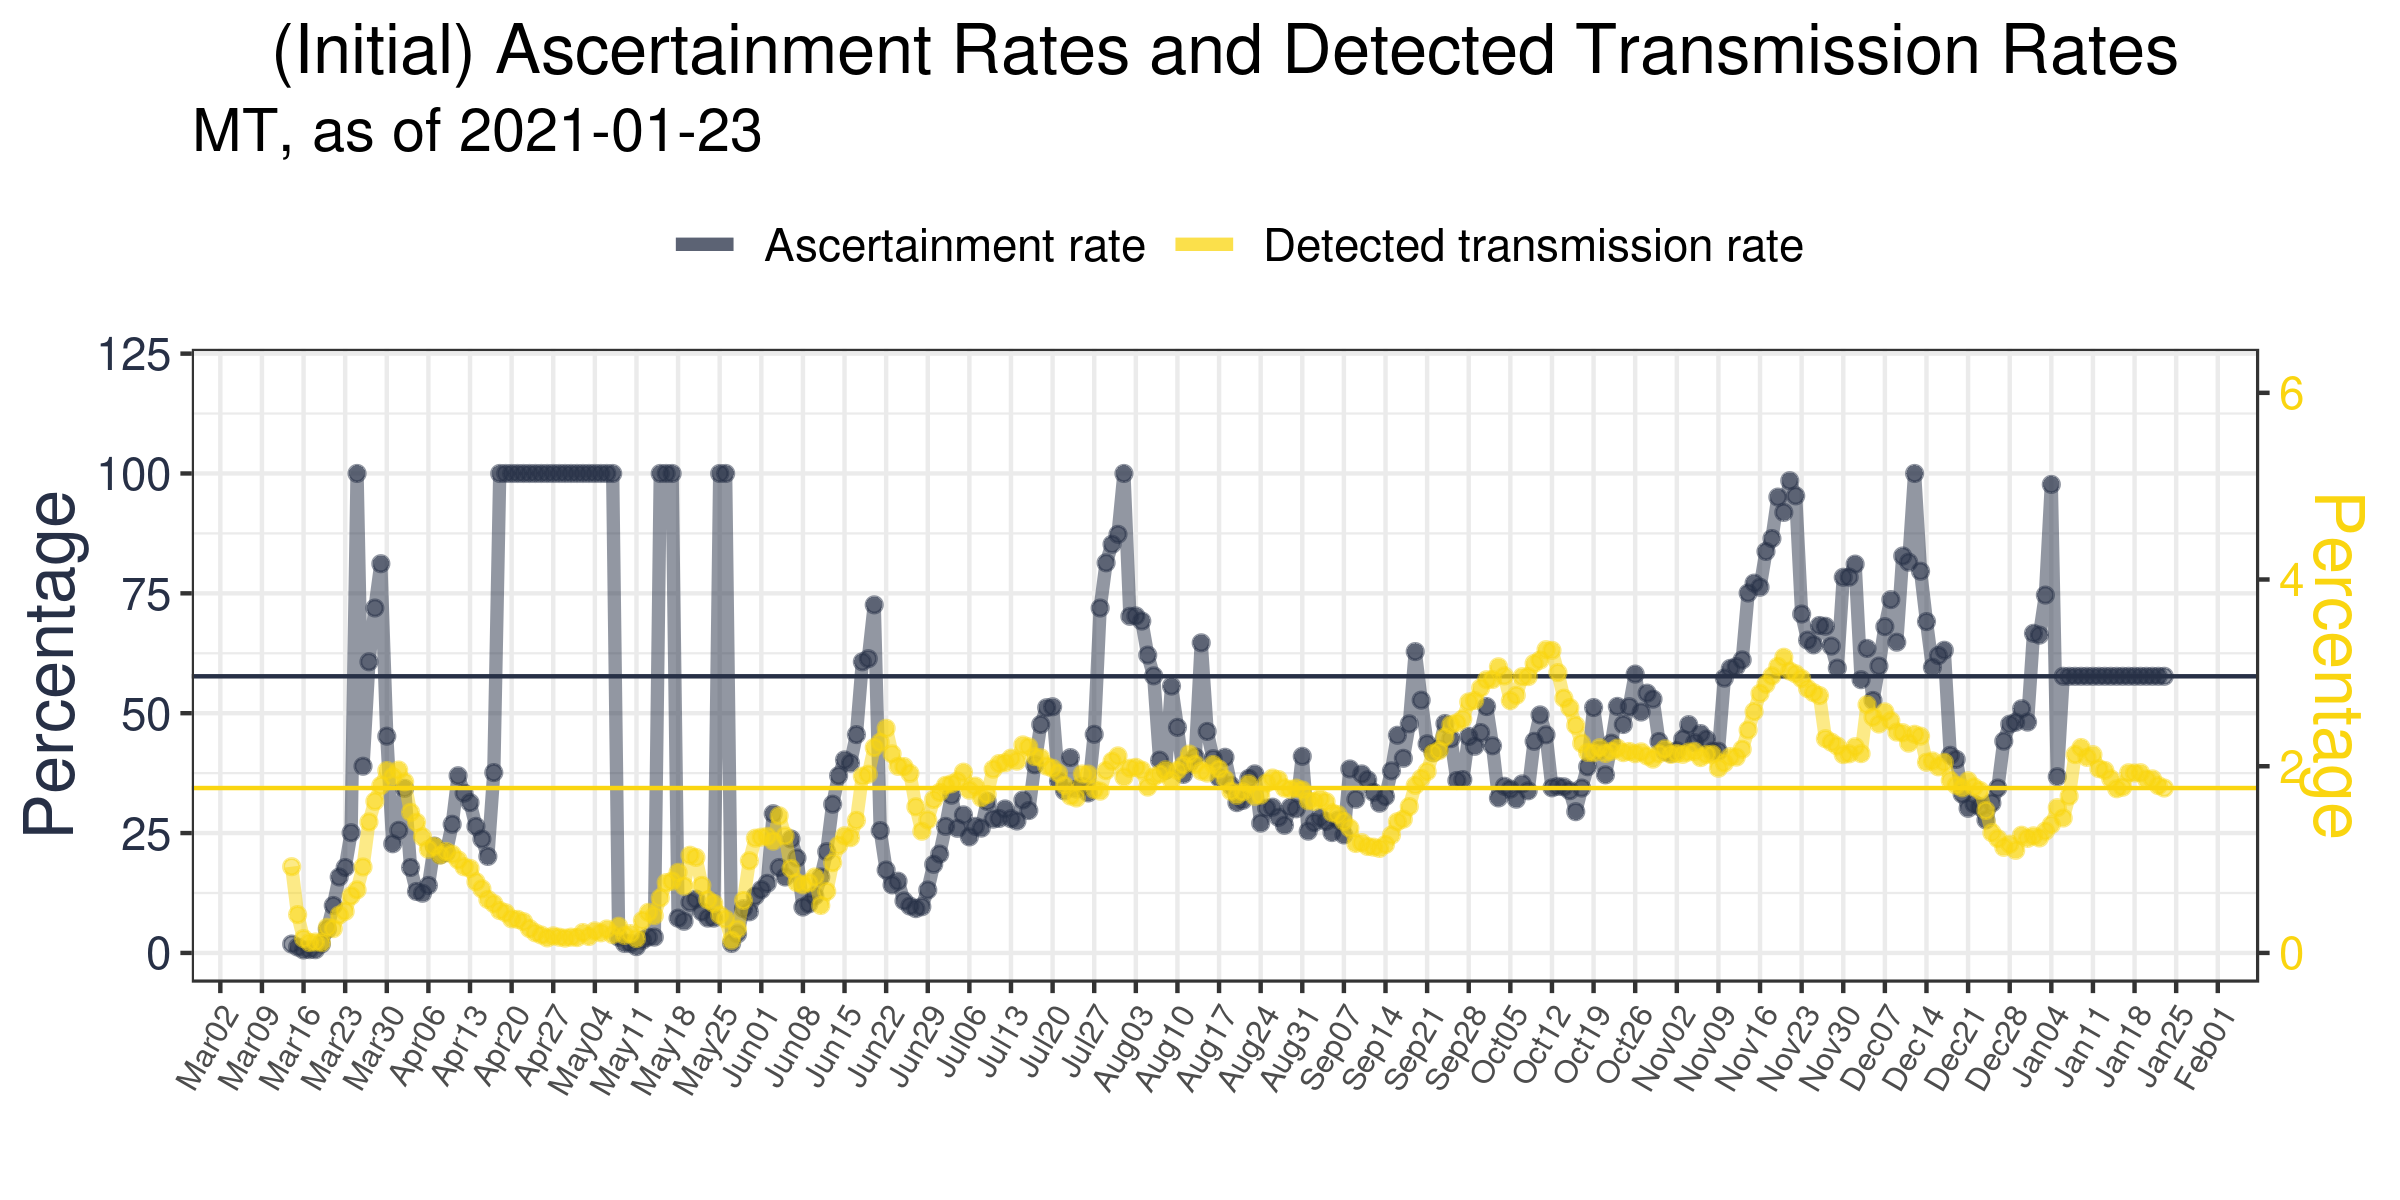 (Initial) Ascertainment Rates and Detected Transmission Rates
MT, as of 2021-01-23
Ascertainment rate
Detected transmission rate
Percentage
125
100
75
50
25
0
6
4
2
0
Percentage
Mar02
Mar09
Mar16
Mar23
Mar30
Apr06
Apr13
Apr20
Apr27
May04
May11
May18
May25
Jun01
Jun08
Jun15
Jun22
Jun29
Jul06
Jul13
Jul20
Jul27
Aug03
Aug10
Aug17
Aug24
Aug31
Sep07
Sep14
Sep21
Sep28
Oct05
Oct12
Oct19
Oct26
Nov02
Nov09
Nov16
Nov23
Nov30
Dec07
Dec14
Dec21
Dec28
Jan04
Jan11
Jan18
Jan25
Feb01